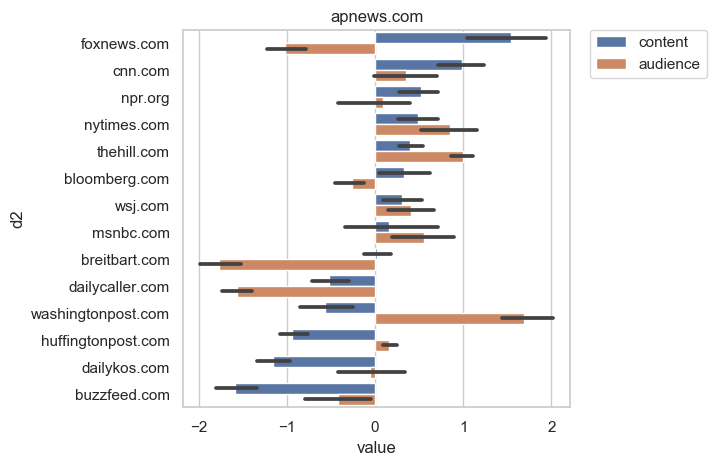 apnews.com
foxnews.com
cnn.com
npr.org
nytimes.com
thehill.com
bloomberg.com
wsj.com
msnbc.com
breitbart.com
dailycaller.com
washingtonpost.com
huffingtonpost.com
dailykos.com
buzzfeed.com
d2
−2 −1 0 1 2
value
content
audience